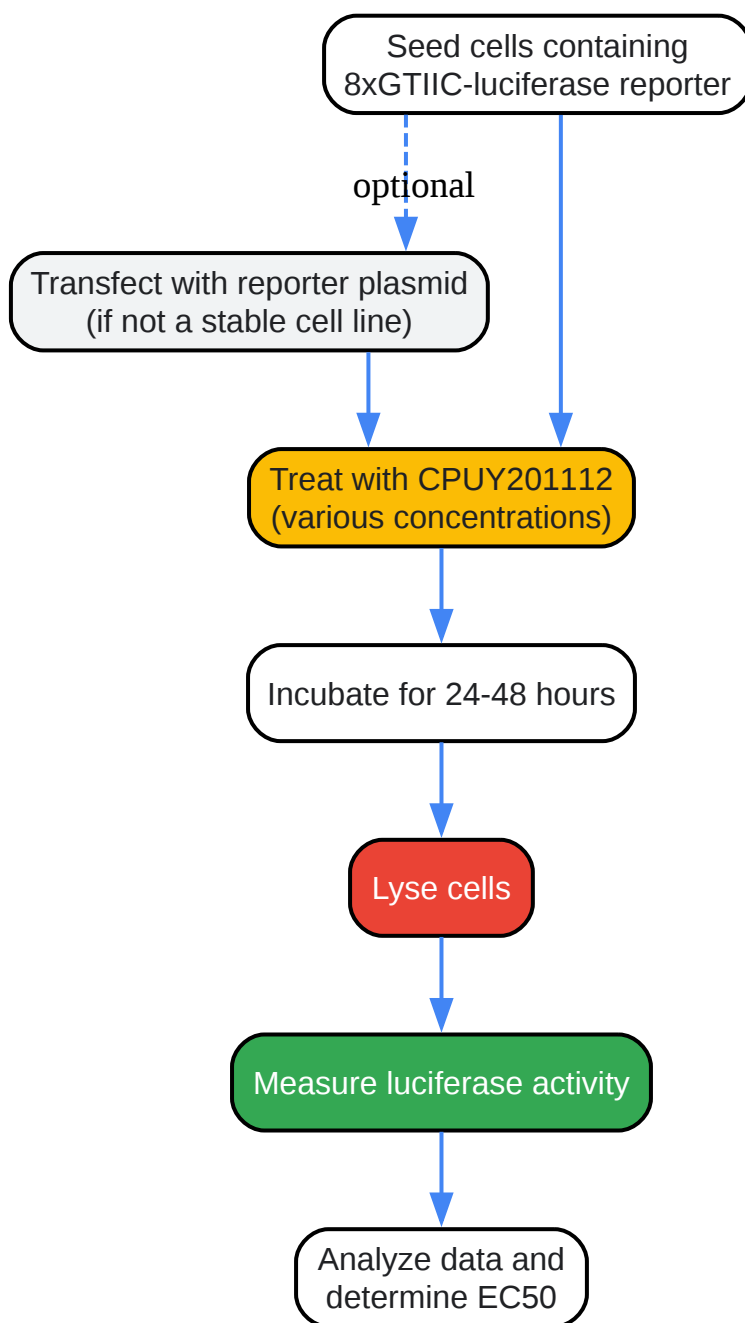 Seed cells containing
8xGTIIC-luciferase reporter
optional
Transfect with reporter plasmid
(if not a stable cell line)
Treat with CPUY201112
(various concentrations)
Incubate for 24-48 hours
Lyse cells
Measure luciferase activity
Analyze data and
determine EC50